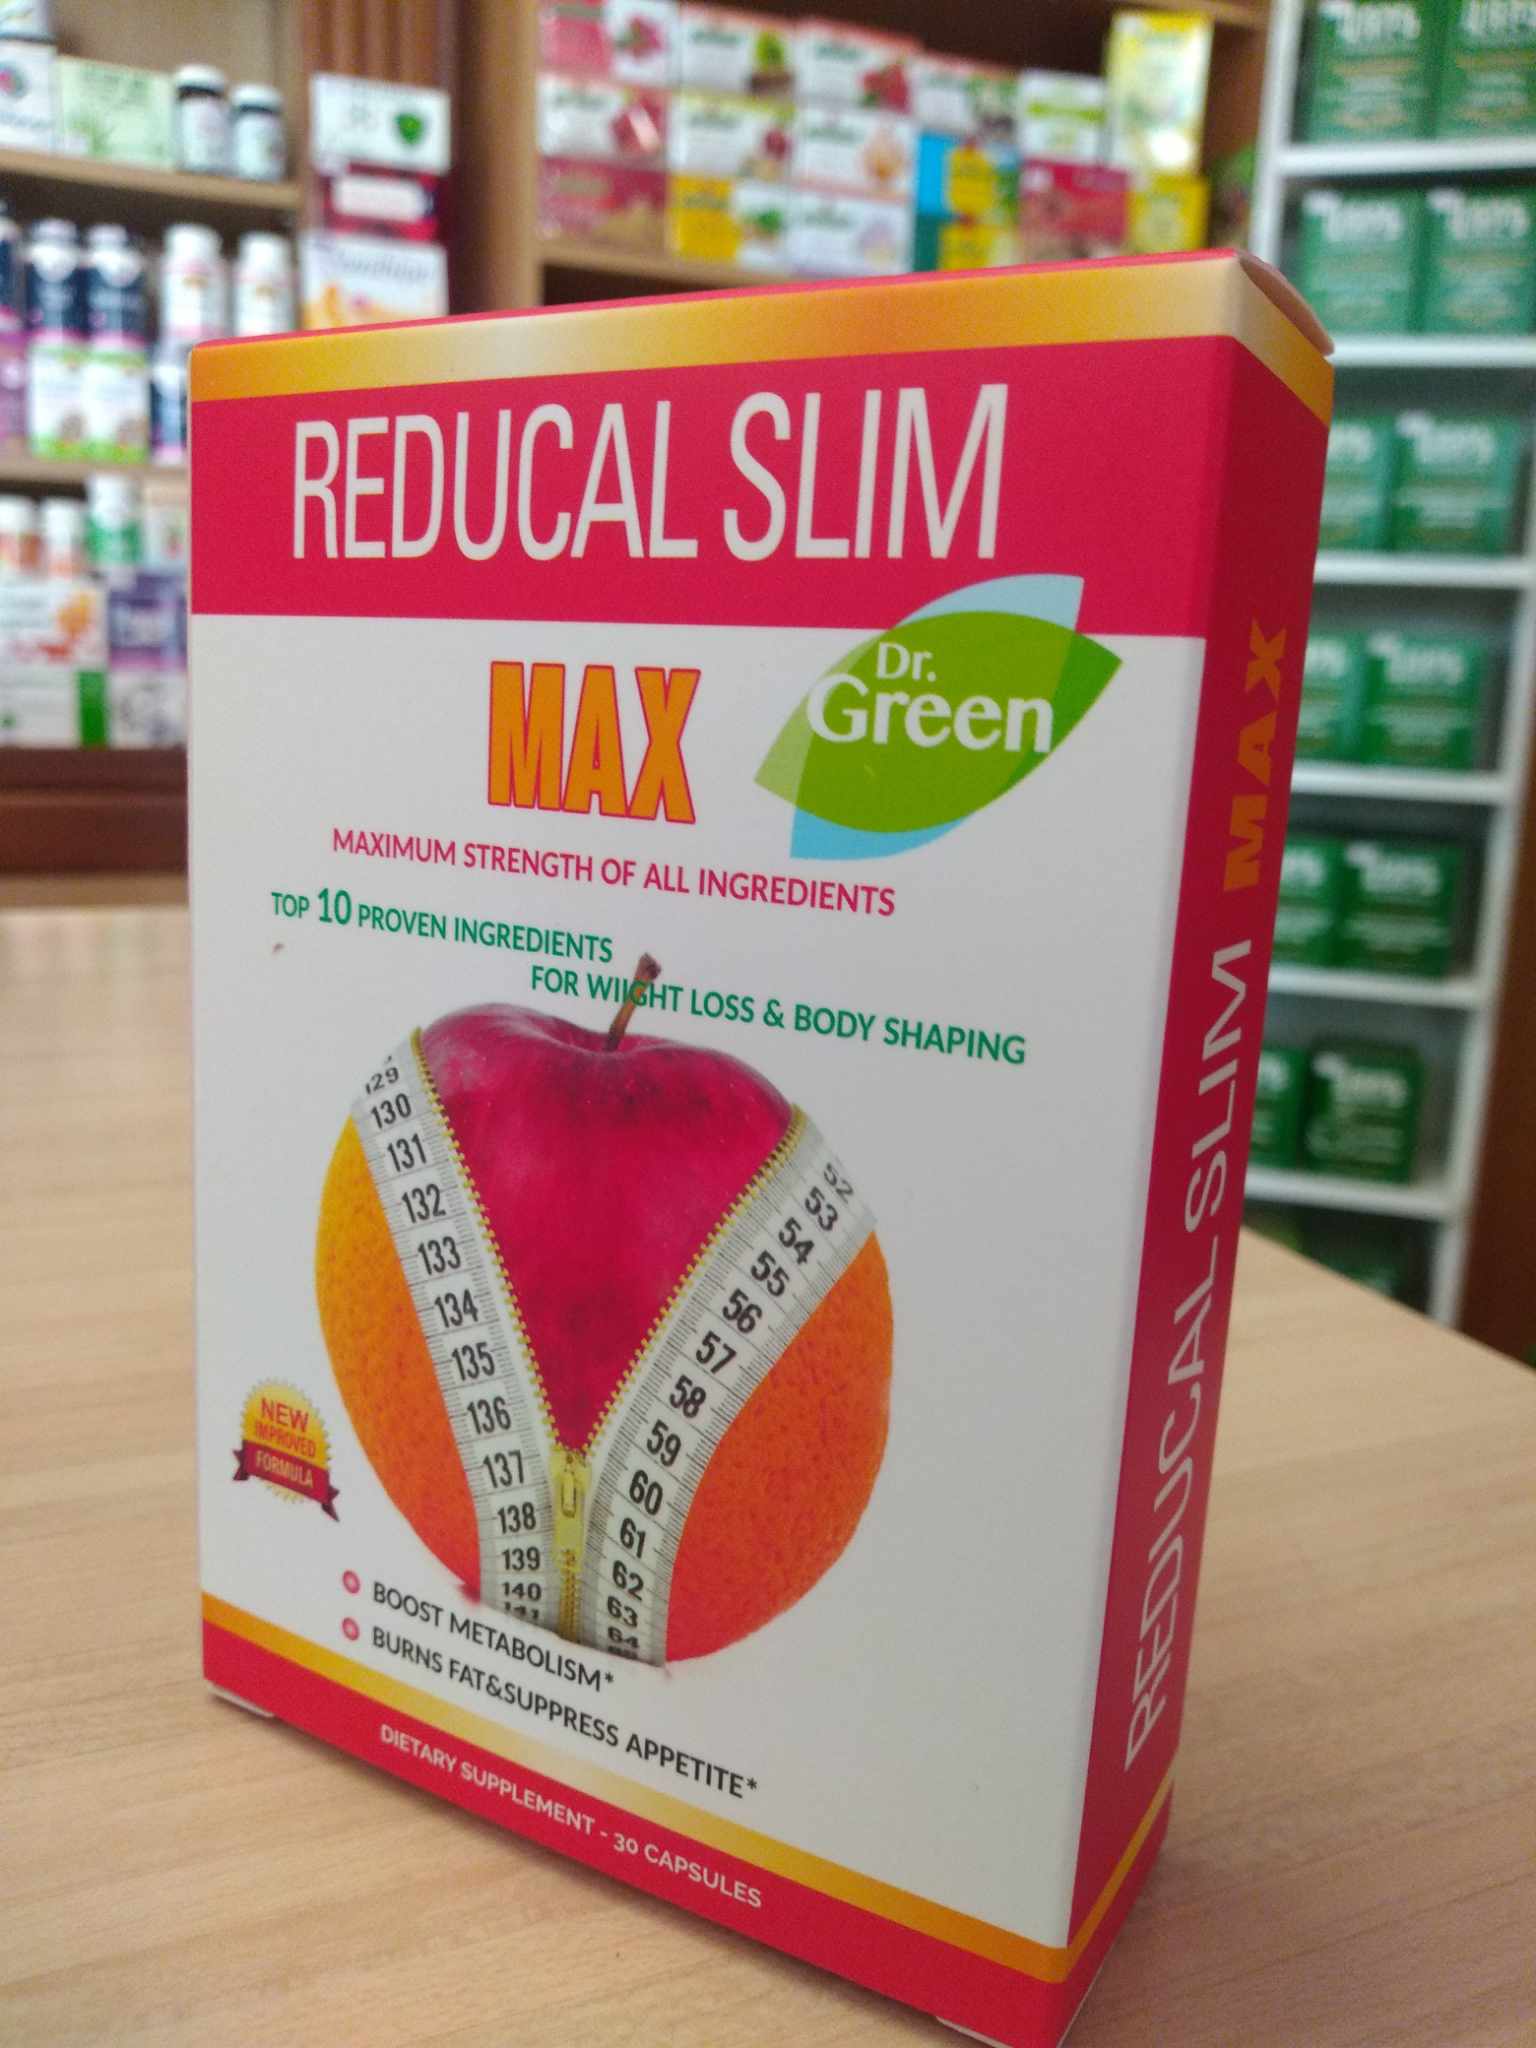 REDUCAL SLIM
Dr.
Green
MAX
MAXIMUM STRENGTH OF ALL INGREDIENTS
TOP 10 PROVEN INGREDIENTS
FOR WIIGHT LOSS & BODY SHAPING
129
130
131
132
133
134
135
136
137
138
139
140
141
52
53
54
55
56
57
58
59
60
61
62
63
64
NEW
IMPROVED
FORMULA
BOOST METABOLISM*
BURNS FAT&SUPPRESS APPETITE*
DIETARY SUPPLEMENT - 30 CAPSULES
REDUCAL SLIM MAX